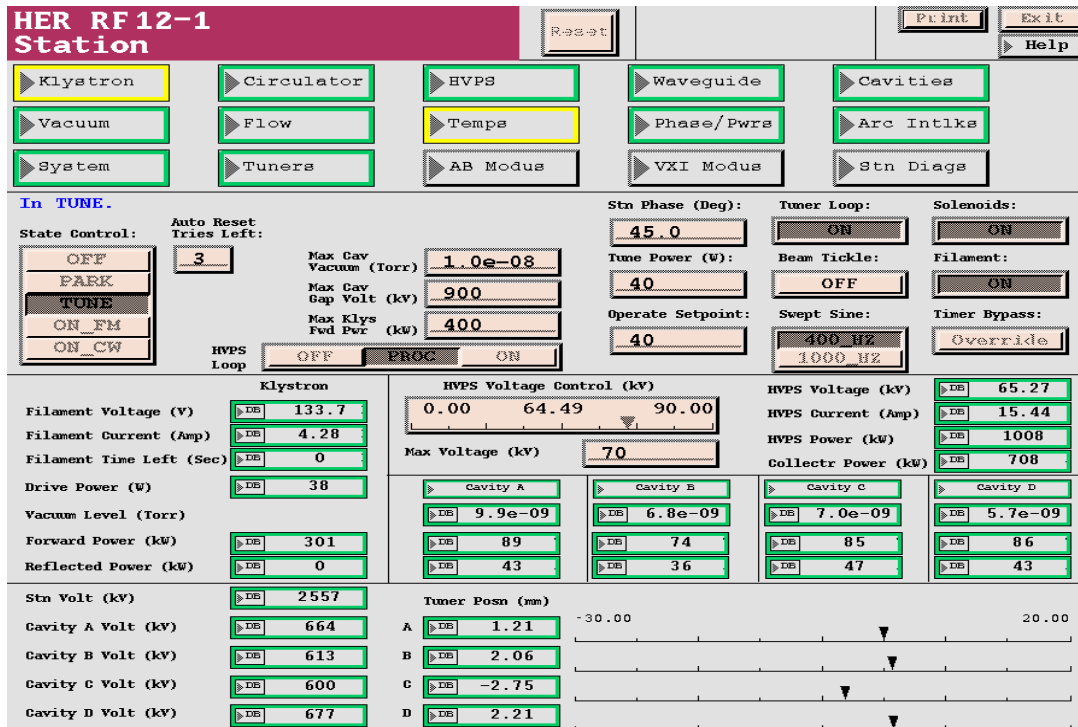 HER RF12-1
Station
Reset
Print
Exit
Help
Klystron
Circulator
HVPS
Waveguide
Cavities
Vacuum
Flow
Temps
Phase/Pwrs
Arc Intlks
System
Tuners
AB Modus
VXI Modus
Stn Diags
In TUNE.
State Control:
OFF
PARK
TUNE
ON_FM
ON_CW
Auto Reset
Tries Left:
3
Max Cav
Vacuum (Torr)
1.0e-08
Max Cav
Gap Volt (kV)
900
Max Klys
Fwd Pwr (kW)
400
HVPS
Loop
OFF
PROC
ON
Stn Phase (Deg):
45.0
Tune Power (W):
40
Operate Setpoint:
40
Tuner Loop:
ON
Beam Tickle:
OFF
Swept Sine:
400_HZ
1000_HZ
Solenoids:
ON
Filament:
ON
Timer Bypass:
Override
Klystron
Filament Voltage (V) DB 133.7
Filament Current (Amp) DB 4.28
Filament Time Left (Sec) DB 0
Drive Power (W) DB 38
HVPS Voltage Control (kV)
0.00 64.49 90.00
Max Voltage (kV) 70
HVPS Voltage (kV) DB 65.27
HVPS Current (Amp) DB 15.44
HVPS Power (kW) DB 1008
Collectr Power (kW) DB 708
Cavity A Cavity B Cavity C Cavity D
Vacuum Level (Torr) DB 9.9e-09 DB 6.8e-09 DB 7.0e-09 DB 5.7e-09
Forward Power (kW) DB 301 DB 89 DB 74 DB 85 DB 86
Reflected Power (kW) DB 0 DB 43 DB 36 DB 47 DB 43
Stn Volt (kV) DB 2557
Cavity A Volt (kV) DB 664
Cavity B Volt (kV) DB 613
Cavity C Volt (kV) DB 600
Cavity D Volt (kV) DB 677
Tuner Posn (mm)
-30.00 20.00
A DB 1.21
B DB 2.06
C DB -2.75
D DB 2.21